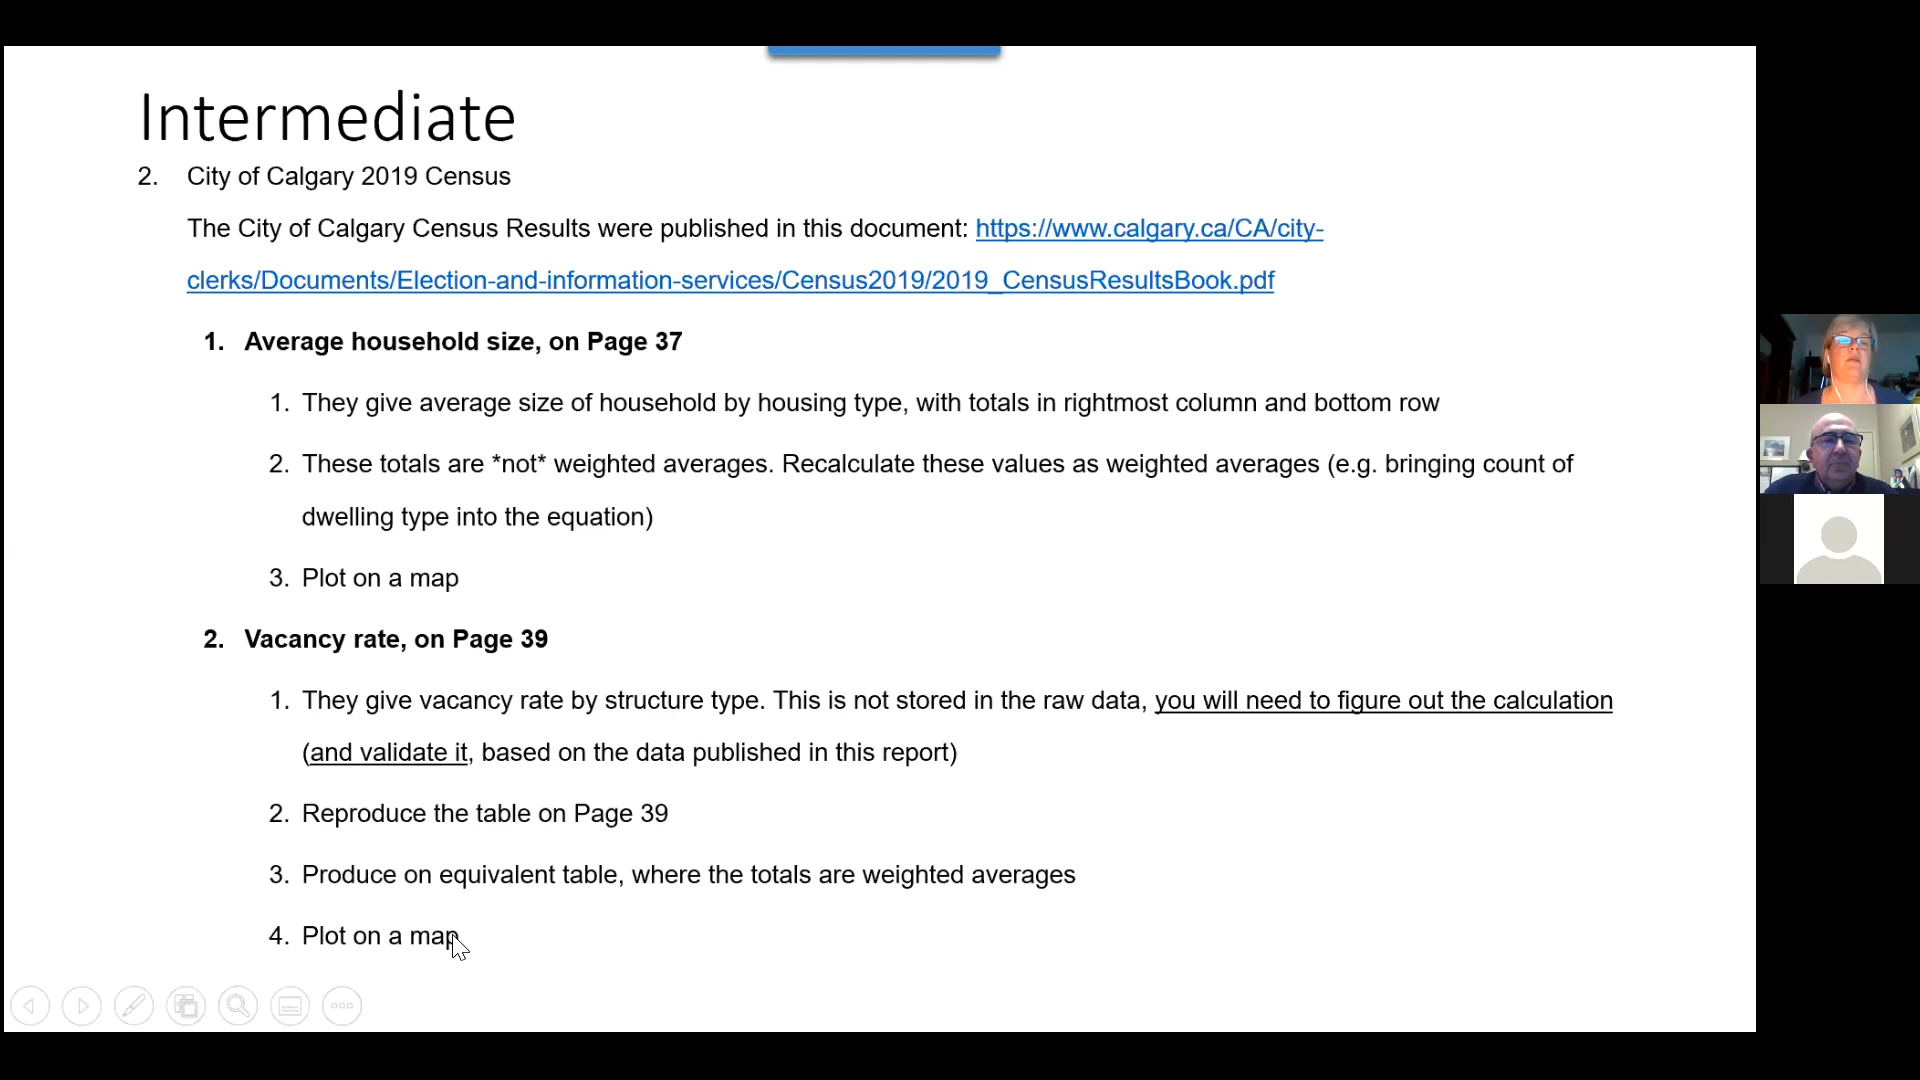 Intermediate
2. City of Calgary 2019 Census
The City of Calgary Census Results were published in this document: https://www.calgary.ca/CA/city-
clerks/Documents/Election-and-information-services/Census2019/2019_CensusResultsBook.pdf
1. Average household size, on Page 37
1. They give average size of household by housing type, with totals in rightmost column and bottom row
2. These totals are *not* weighted averages. Recalculate these values as weighted averages (e.g. bringing count of
dwelling type into the equation)
3. Plot on a map
2. Vacancy rate, on Page 39
1. They give vacancy rate by structure type. This is not stored in the raw data, you will need to figure out the calculation
(and validate it, based on the data published in this report)
2. Reproduce the table on Page 39
3. Produce on equivalent table, where the totals are weighted averages
4. Plot on a map